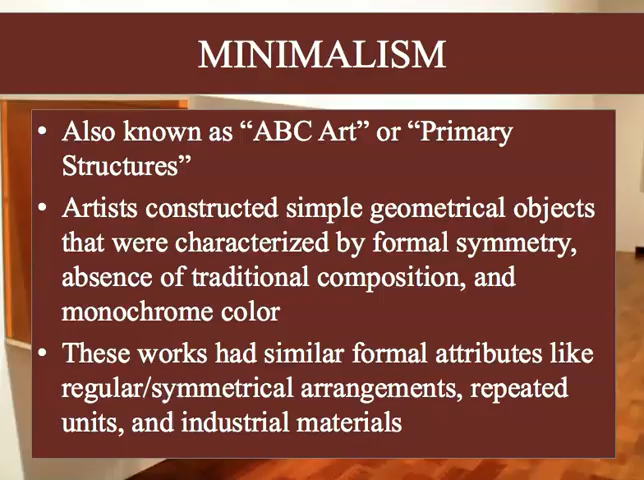 MINIMALISM
• Also known as “ABC Art” or “Primary
Structures”
• Artists constructed simple geometrical objects
that were characterized by formal symmetry,
absence of traditional composition, and
monochrome color
• These works had similar formal attributes like
regular/symmetrical arrangements, repeated
units, and industrial materials